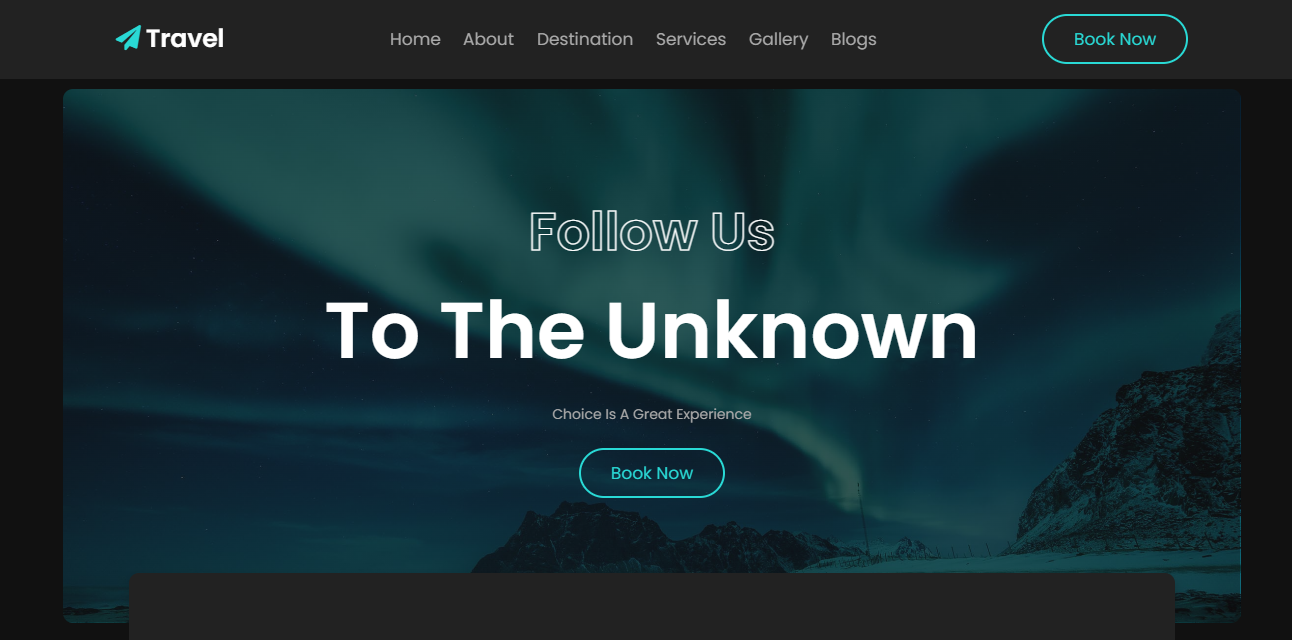 Travel
Home About Destination Services Gallery Blogs
Book Now
Follow Us
To The Unknown
Choice Is A Great Experience
Book Now